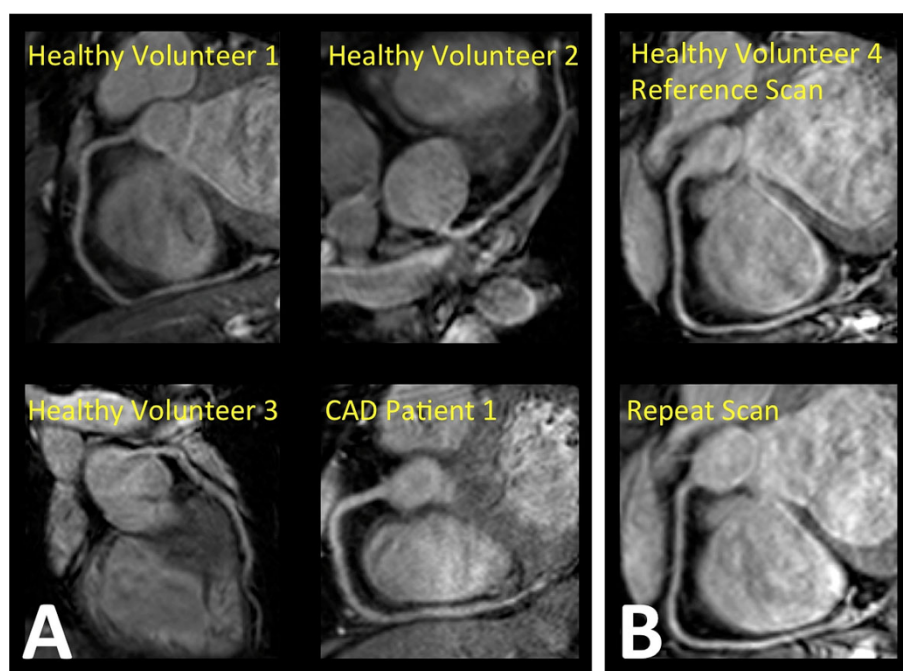 Healthy Volunteer 1
Healthy Volunteer 2
Healthy Volunteer 3
CAD Patient 1
A
Healthy Volunteer 4
Reference Scan
Repeat Scan
B